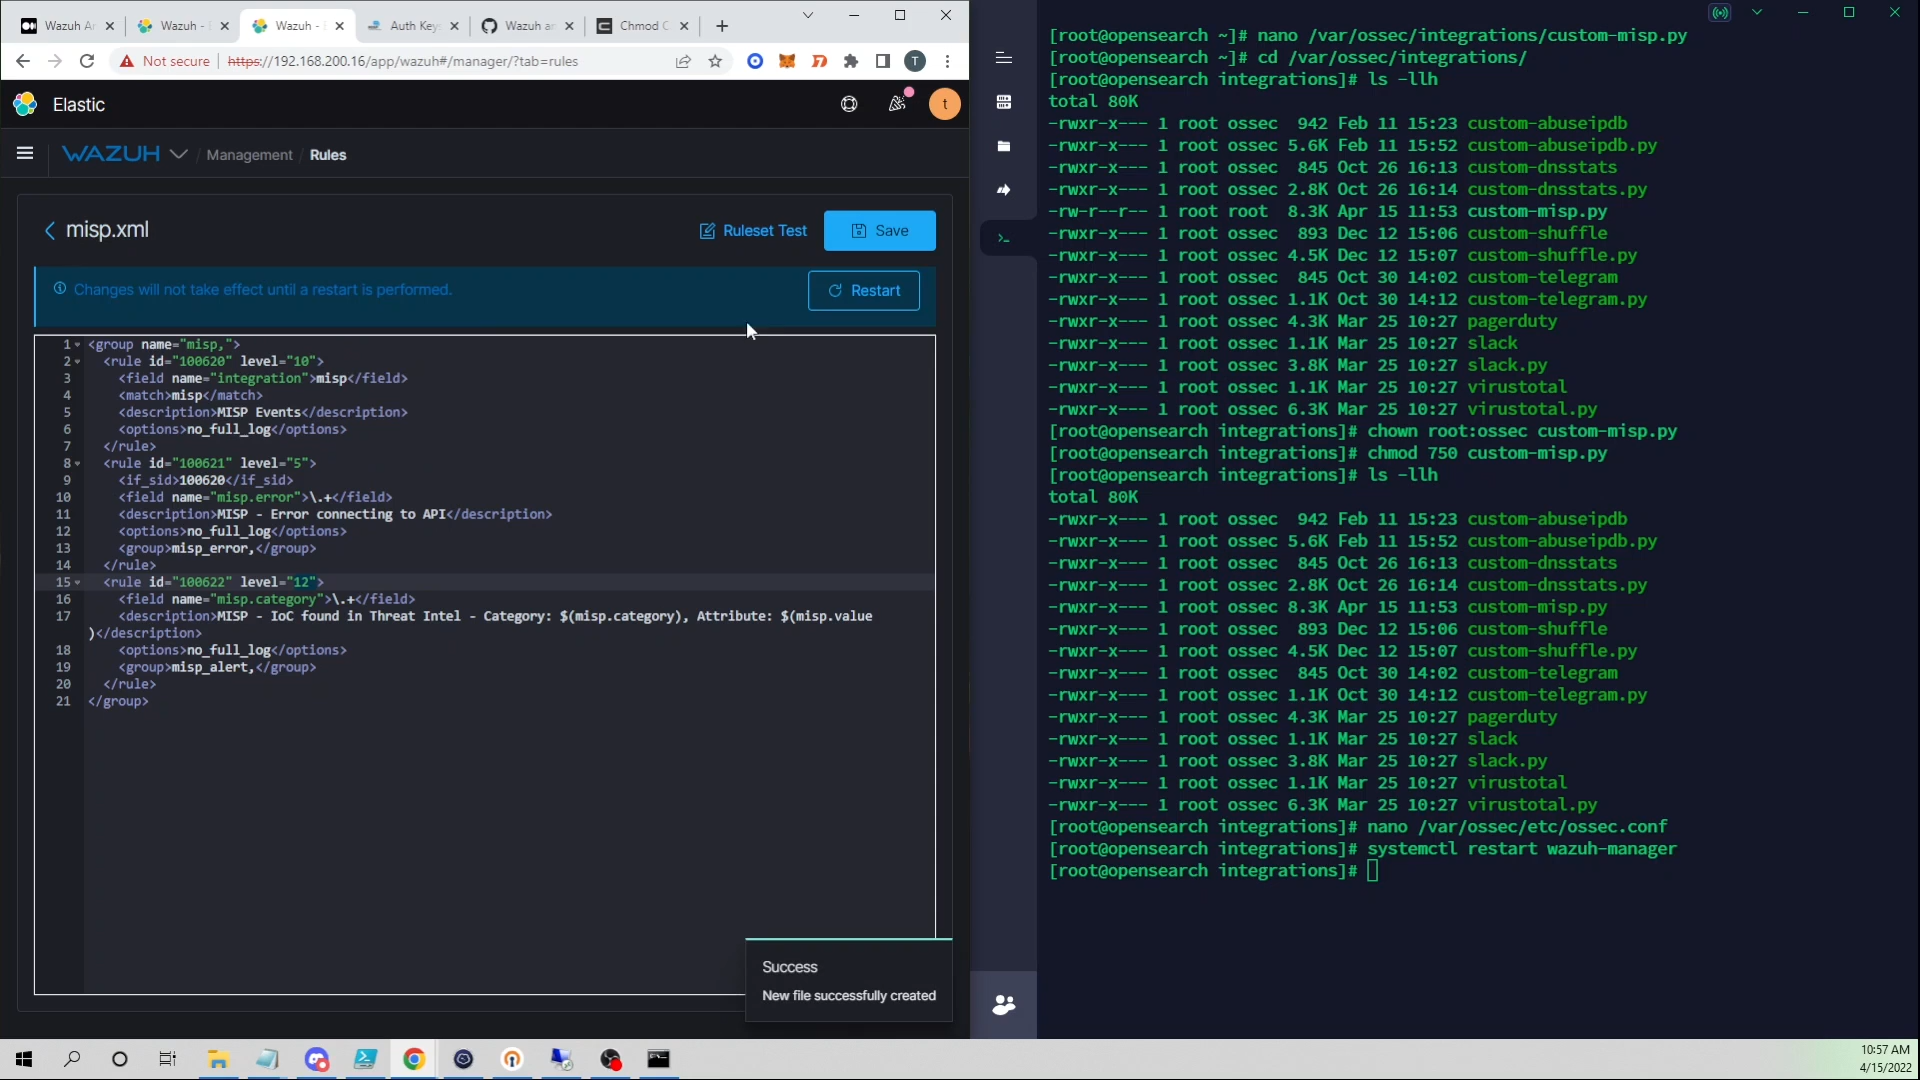 Wazuh Ar
Wazuh -
Wazuh -
Auth Key
Wazuh an
Chmod C
Not secure
https://192.168.200.16/app/wazuh#/manager/?tab=rules
T
Elastic
t
WAZUH
/ Management / Rules
misp.xml
Ruleset Test
Save
Changes will not take effect until a restart is performed.
Restart
1 <group name="misp,">
2 <rule id="100620" level="10">
3 <field name="integration">misp</field>
4 <match>misp</match>
5 <description>MISP Events</description>
6 <options>no_full_log</options>
7 </rule>
8 <rule id="100621" level="5">
9 <if_sid>100620</if_sid>
10 <field name="misp.error">\.+</field>
11 <description>MISP - Error connecting to API</description>
12 <options>no_full_log</options>
13 <group>misp_error,</group>
14 </rule>
15 <rule id="100622" level="12">
16 <field name="misp.category">\.+</field>
17 <description>MISP - IoC found in Threat Intel - Category: $(misp.category), Attribute: $(misp.value
)</description>
18 <options>no_full_log</options>
19 <group>misp_alert,</group>
20 </rule>
21 </group>
Success
New file successfully created
[root@opensearch ~]# nano /var/ossec/integrations/custom-misp.py
[root@opensearch ~]# cd /var/ossec/integrations/
[root@opensearch integrations]# ls -llh
total 80K
-rwxr-x--- 1 root ossec  942 Feb 11 15:23 custom-abuseipdb
-rwxr-x--- 1 root ossec 5.6K Feb 11 15:52 custom-abuseipdb.py
-rwxr-x--- 1 root ossec  845 Oct 26 16:13 custom-dnsstats
-rwxr-x--- 1 root ossec 2.8K Oct 26 16:14 custom-dnsstats.py
-rw-r--r-- 1 root root  8.3K Apr 15 11:53 custom-misp.py
-rwxr-x--- 1 root ossec  893 Dec 12 15:06 custom-shuffle
-rwxr-x--- 1 root ossec 4.5K Dec 12 15:07 custom-shuffle.py
-rwxr-x--- 1 root ossec  845 Oct 30 14:02 custom-telegram
-rwxr-x--- 1 root ossec 1.1K Oct 30 14:12 custom-telegram.py
-rwxr-x--- 1 root ossec 4.3K Mar 25 10:27 pagerduty
-rwxr-x--- 1 root ossec 1.1K Mar 25 10:27 slack
-rwxr-x--- 1 root ossec 3.8K Mar 25 10:27 slack.py
-rwxr-x--- 1 root ossec 1.1K Mar 25 10:27 virustotal
-rwxr-x--- 1 root ossec 6.3K Mar 25 10:27 virustotal.py
[root@opensearch integrations]# chown root:ossec custom-misp.py
[root@opensearch integrations]# chmod 750 custom-misp.py
[root@opensearch integrations]# ls -llh
total 80K
-rwxr-x--- 1 root ossec  942 Feb 11 15:23 custom-abuseipdb
-rwxr-x--- 1 root ossec 5.6K Feb 11 15:52 custom-abuseipdb.py
-rwxr-x--- 1 root ossec  845 Oct 26 16:13 custom-dnsstats
-rwxr-x--- 1 root ossec 2.8K Oct 26 16:14 custom-dnsstats.py
-rwxr-x--- 1 root ossec 8.3K Apr 15 11:53 custom-misp.py
-rwxr-x--- 1 root ossec  893 Dec 12 15:06 custom-shuffle
-rwxr-x--- 1 root ossec 4.5K Dec 12 15:07 custom-shuffle.py
-rwxr-x--- 1 root ossec  845 Oct 30 14:02 custom-telegram
-rwxr-x--- 1 root ossec 1.1K Oct 30 14:12 custom-telegram.py
-rwxr-x--- 1 root ossec 4.3K Mar 25 10:27 pagerduty
-rwxr-x--- 1 root ossec 1.1K Mar 25 10:27 slack
-rwxr-x--- 1 root ossec 3.8K Mar 25 10:27 slack.py
-rwxr-x--- 1 root ossec 1.1K Mar 25 10:27 virustotal
-rwxr-x--- 1 root ossec 6.3K Mar 25 10:27 virustotal.py
[root@opensearch integrations]# nano /var/ossec/etc/ossec.conf
[root@opensearch integrations]# systemctl restart wazuh-manager
[root@opensearch integrations]#
10:57 AM
4/15/2022